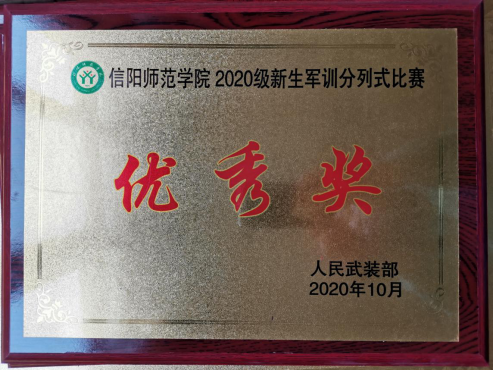 信阳师范学院 2020级新生军训分列式比赛
优秀奖
人民武装部
2020年10月